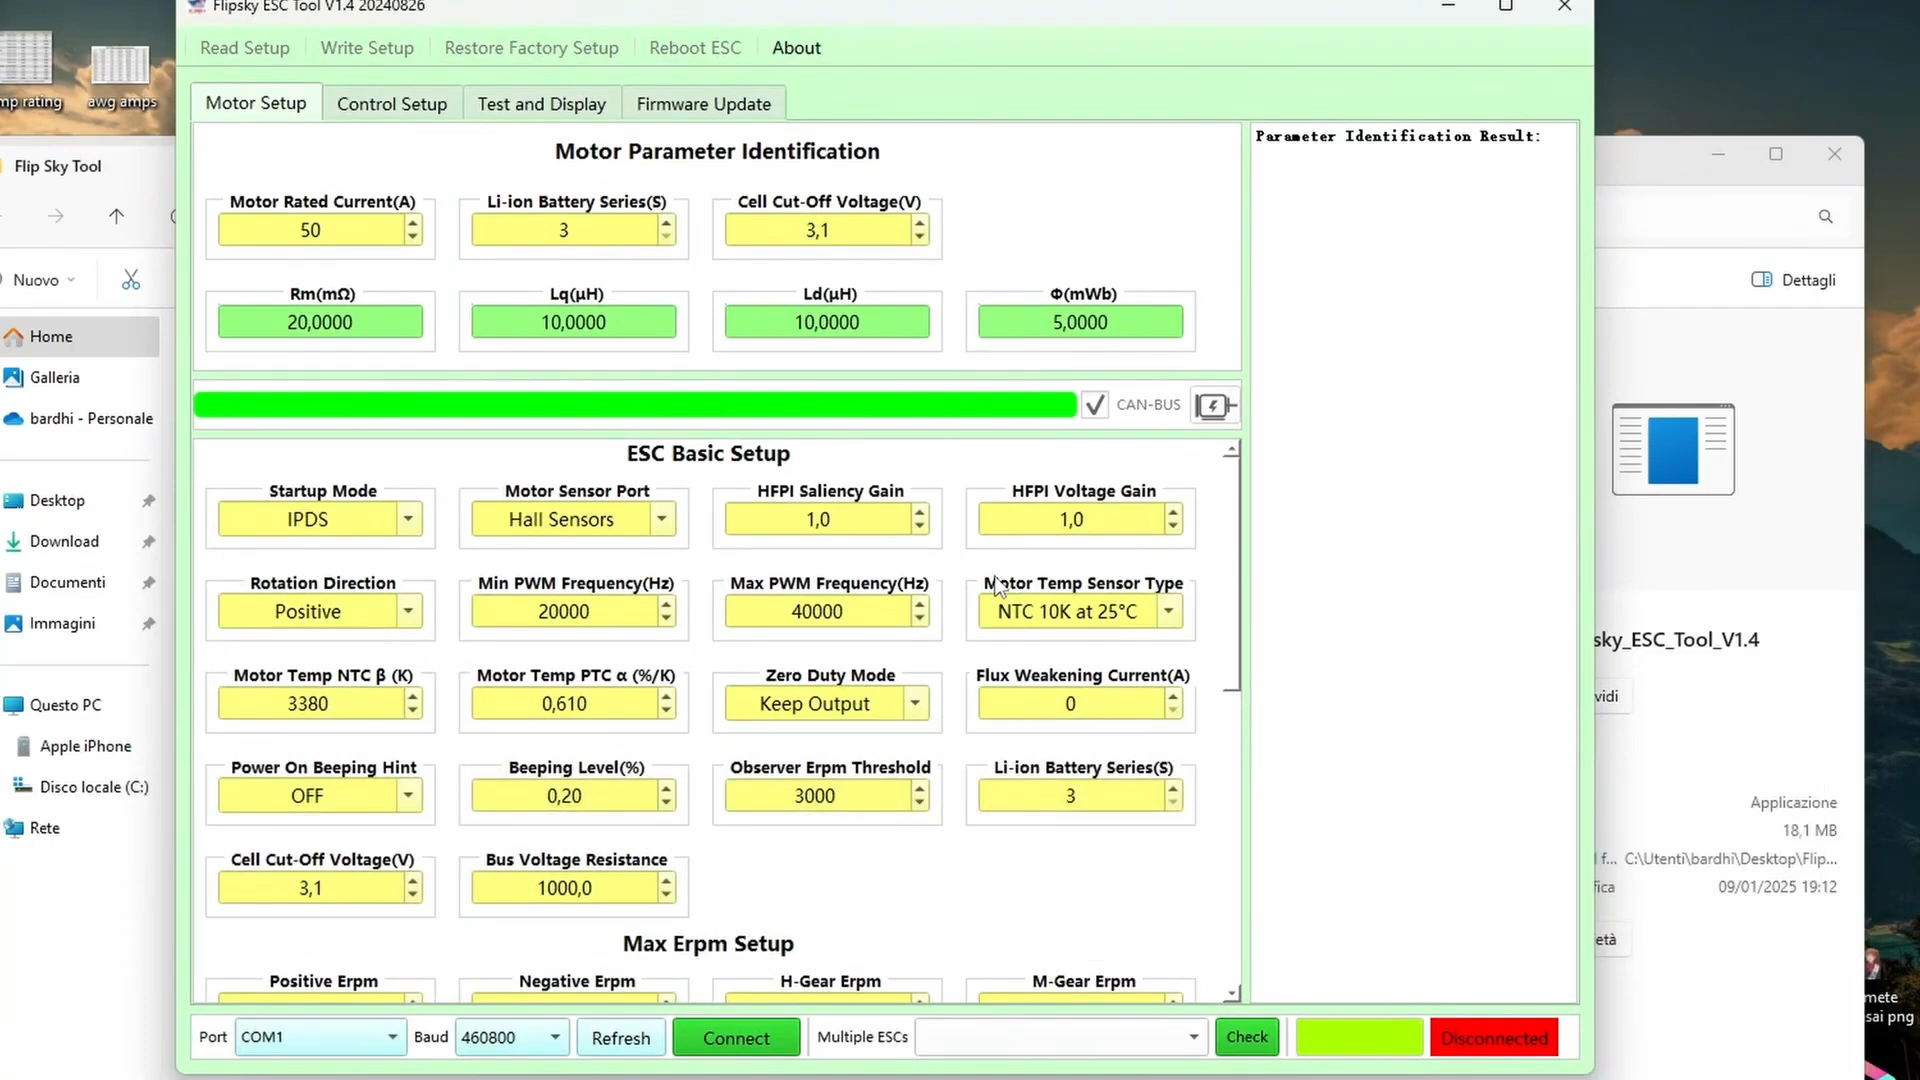 Flipsky ESC Tool V1.4 20240826
Read Setup Write Setup Restore Factory Setup Reboot ESC About
mp rating awg amps
Motor Setup Control Setup Test and Display Firmware Update
Parameter Identification Result:
Motor Parameter Identification
Flip Sky Tool
Motor Rated Current(A) Li-ion Battery Series(S) Cell Cut-Off Voltage(V)
50 3 3,1
Nuovo
Dettagli
Rm(mΩ) Lq(μH) Ld(μH) Φ(mWb)
20,0000 10,0000 10,0000 5,0000
Home
Galleria
CAN-BUS
bardhi - Personale
ESC Basic Setup
Startup Mode Motor Sensor Port HFPI Saliency Gain HFPI Voltage Gain
IPDS Hall Sensors 1,0 1,0
Desktop
Download
Documenti
Immagini
Rotation Direction Min PWM Frequency(Hz) Max PWM Frequency(Hz) Motor Temp Sensor Type
Positive 20000 40000 NTC 10K at 25°C
sky_ESC_Tool_V1.4
Motor Temp NTC β (K) Motor Temp PTC α (%/K) Zero Duty Mode Flux Weakening Current(A)
3380 0,610 Keep Output 0
vidi
Questo PC
Apple iPhone
Disco locale (C:)
Rete
Power On Beeping Hint Beeping Level(%) Observer Erpm Threshold Li-ion Battery Series(S)
OFF 0,20 3000 3
Applicazione
18,1 MB
f... C:\Utenti\bardhi\Desktop\Flip...
fica 09/01/2025 19:12
Cell Cut-Off Voltage(V) Bus Voltage Resistance
3,1 1000,0
età
Max Erpm Setup
Positive Erpm Negative Erpm H-Gear Erpm M-Gear Erpm
mete
sai png
Port COM1 Baud 460800 Refresh Connect Multiple ESCs Check Disconnected